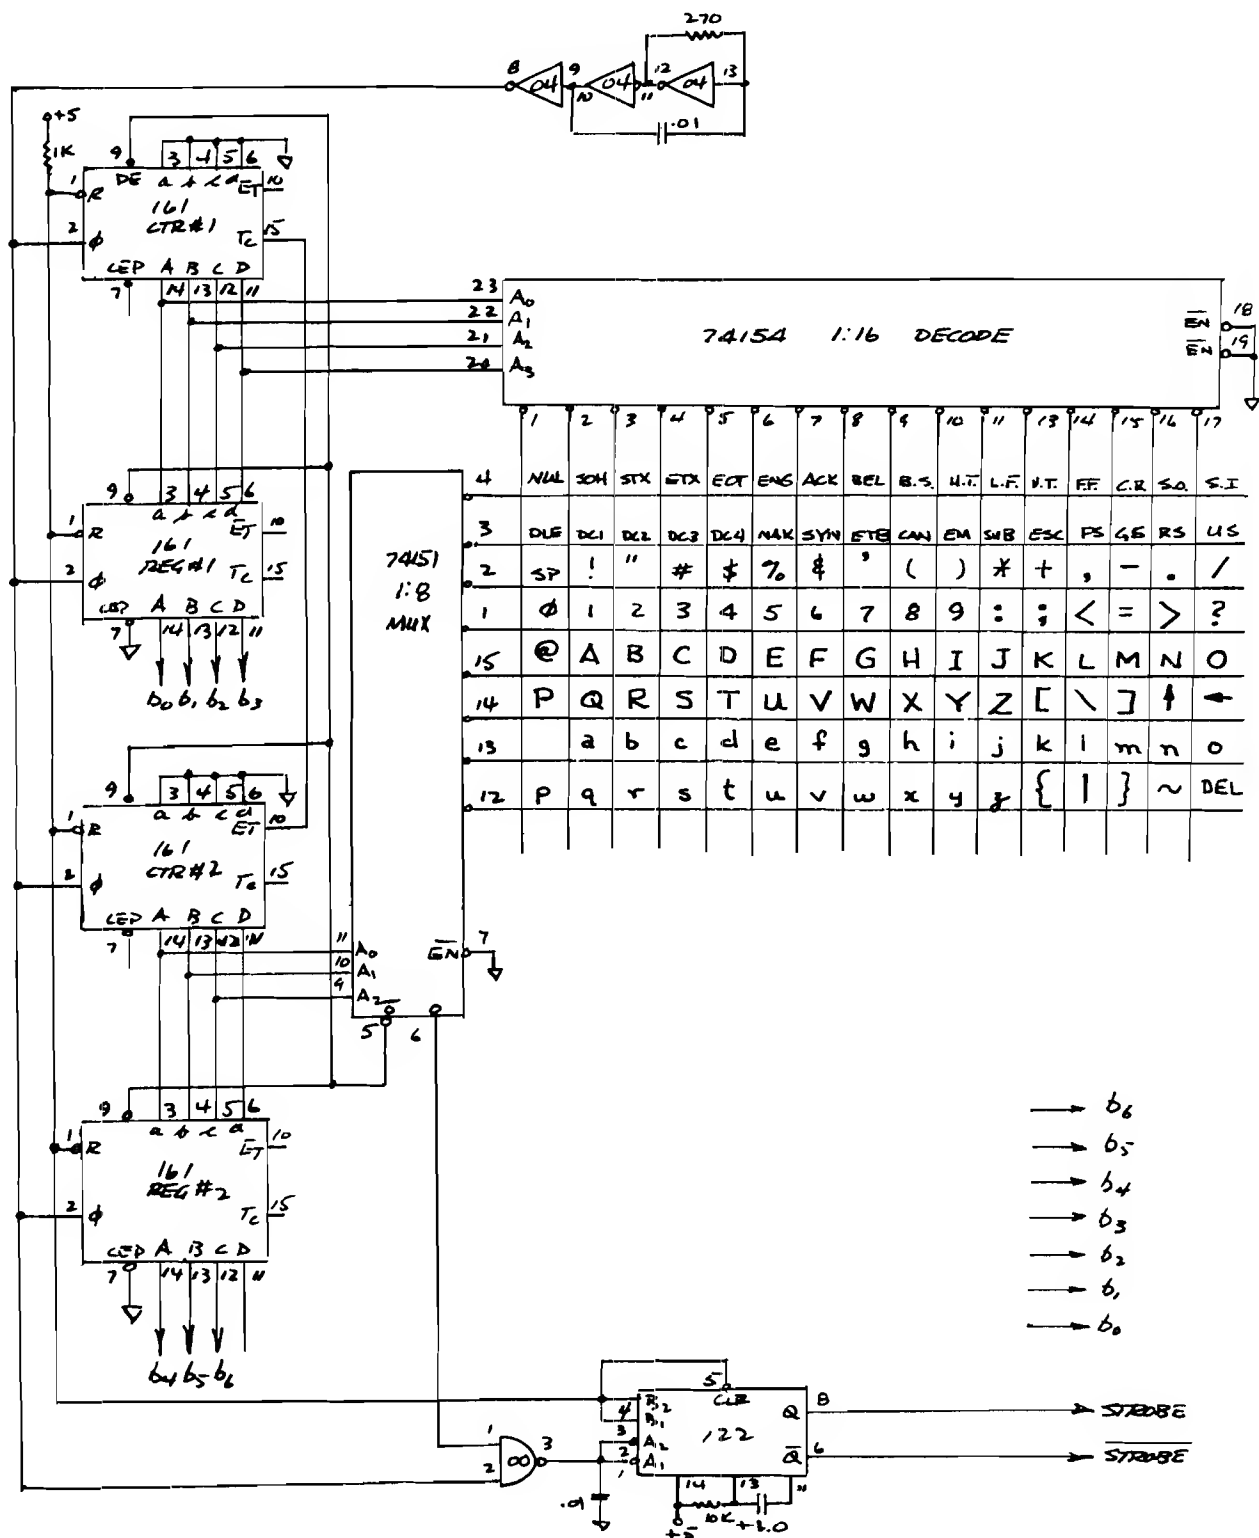 270
8 04 9 10 04 11 12 04 13
.01
+5
1K
9 3 4 5 6
1 R DE a b c d ET 10
161
CTR#1
2 φ Tc 15
CEP A B C D
7 14 13 12 11
23 A0
22 A1
21 A2
20 A3
74154 1:16 DECODE
EN 18
EN 19
1 2 3 4 5 6 7 8 9 10 11 13 14 15 16 17
4 NUL SOH STX ETX EOT ENG ACK BEL B.S. H.T. L.F. V.T. F.F. C.R S.O. S.I
3 DLE DC1 DC2 DC3 DC4 NAK SYN ETB CAN EM SUB ESC FS GS RS US
2 SP ! " # $ % & ' ( ) * + , - . /
1 φ 1 2 3 4 5 6 7 8 9 : ; < = > ?
15 @ A B C D E F G H I J K L M N O
14 P Q R S T U V W X Y Z [ \ ] ↑ ←
13 a b c d e f g h i j k l m n o
12 p q r s t u v w x y z { | } ~ DEL
9 3 4 5 6
1 R a b c d ET 10
161
REG#1
2 φ Tc 15
CEP A B C D
7 14 13 12 11
b0 b1 b2 b3
74151
1:8
MUX
9 3 4 5 6
1 R a b c d ET 10
161
CTR#2
2 φ Tc 15
CEP A B C D
7 14 13 12 11
11 A0
10 A1
9 A2
EN 7
5 6
9 3 4 5 6
1 R a b c d ET 10
161
REG#2
2 φ Tc 15
CEP A B C D
7 14 13 12 11
b4 b5 b6
b6
b5
b4
b3
b2
b1
b0
5 CLR
B2
4 B1
3 A2
2 A1
1
122
Q 8 STROBE
Q 6 STROBE
1 2 00 3
.01
14 13 11
10K
+5
+1.0